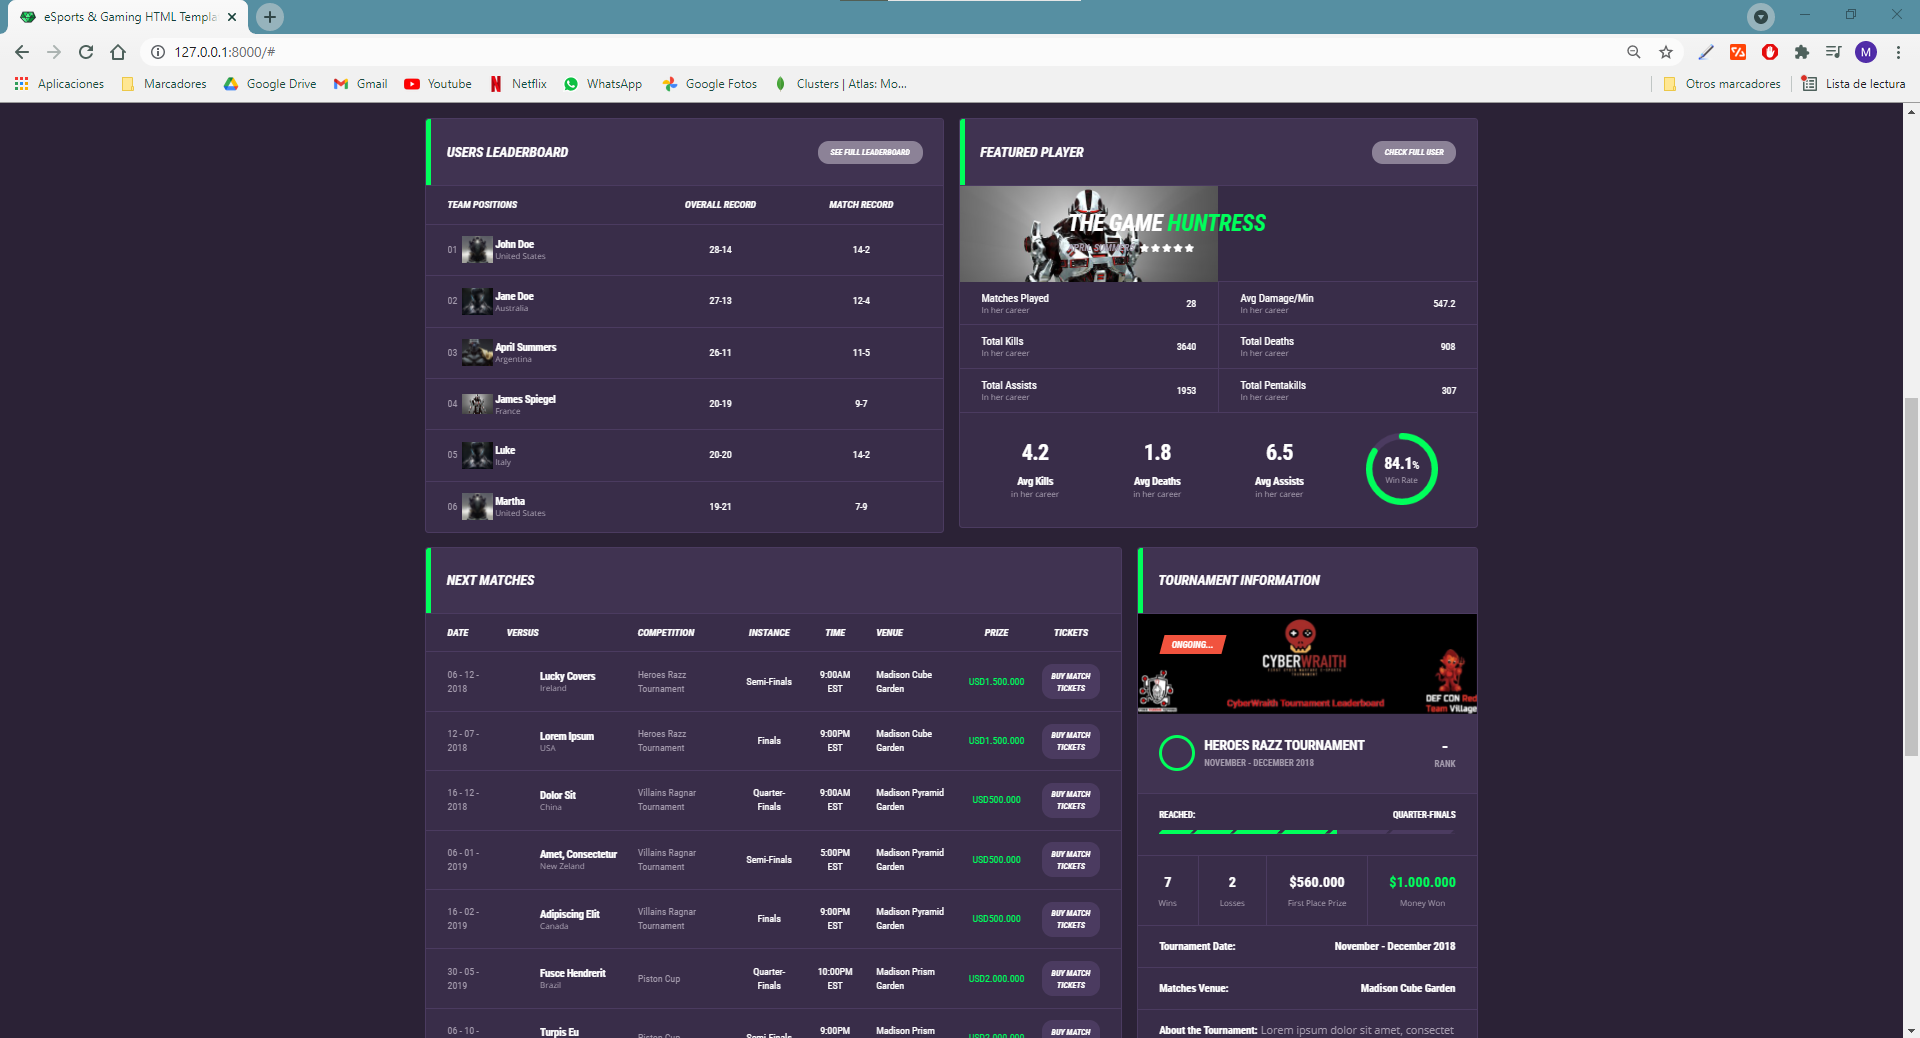 eSports & Gaming HTML Templa
127.0.0.1:8000/#
Aplicaciones Marcadores Google Drive Gmail Youtube Netflix WhatsApp Google Fotos Clusters | Atlas: Mo... Otros marcadores Lista de lectura
M
USERS LEADERBOARD SEE FULL LEADERBOARD
TEAM POSITIONS OVERALL RECORD MATCH RECORD
01 John Doe 28-14 14-2
United States
02 Jane Doe 27-13 12-4
Australia
03 April Summers 26-11 11-5
Argentina
04 James Spiegel 20-19 9-7
France
05 Luke 20-20 14-2
Italy
06 Martha 19-21 7-9
United States
FEATURED PLAYER CHECK FULL USER
THE GAME HUNTRESS
APRIL SUMMERS
Matches Played 28 Avg Damage/Min 547.2
In her career In her career
Total Kills 3640 Total Deaths 908
In her career In her career
Total Assists 1953 Total Pentakills 307
In her career In her career
4.2 1.8 6.5 84.1%
Avg Kills Avg Deaths Avg Assists Win Rate
in her career in her career in her career
NEXT MATCHES
DATE VERSUS COMPETITION INSTANCE TIME VENUE PRIZE TICKETS
06 - 12 - Lucky Covers Heroes Razz Semi-Finals 9:00AM Madison Cube USD1.500.000 BUY MATCH
2018 Ireland Tournament EST Garden TICKETS
12 - 07 - Lorem Ipsum Heroes Razz Finals 9:00PM Madison Cube USD1.500.000 BUY MATCH
2018 USA Tournament EST Garden TICKETS
16 - 12 - Dolor Sit Villains Ragnar Quarter- 9:00AM Madison Pyramid USD500.000 BUY MATCH
2018 China Tournament Finals EST Garden TICKETS
06 - 01 - Amet, Consectetur Villains Ragnar Semi-Finals 5:00PM Madison Pyramid USD500.000 BUY MATCH
2019 New Zeland Tournament EST Garden TICKETS
16 - 02 - Adipiscing Elit Villains Ragnar Finals 9:00PM Madison Pyramid USD500.000 BUY MATCH
2019 Canada Tournament EST Garden TICKETS
30 - 05 - Fusce Hendrerit Piston Cup Quarter- 10:00PM Madison Prism USD2.000.000 BUY MATCH
2019 Brazil Finals EST Garden TICKETS
06 - 10 - Turpis Eu Piston Cup Semi-Finals 9:00PM Madison Prism USD2.000.000 BUY MATCH
TOURNAMENT INFORMATION
ONGOING...
CYBERWRAITH
CyberWraith Tournament Leaderboard
DEF CON Red
Team Village
HEROES RAZZ TOURNAMENT -
NOVEMBER - DECEMBER 2018 RANK
REACHED: QUARTER-FINALS
7 2 $560.000 $1.000.000
Wins Losses First Place Prize Money Won
Tournament Date: November - December 2018
Matches Venue: Madison Cube Garden
About the Tournament: Lorem ipsum dolor sit amet, consectet